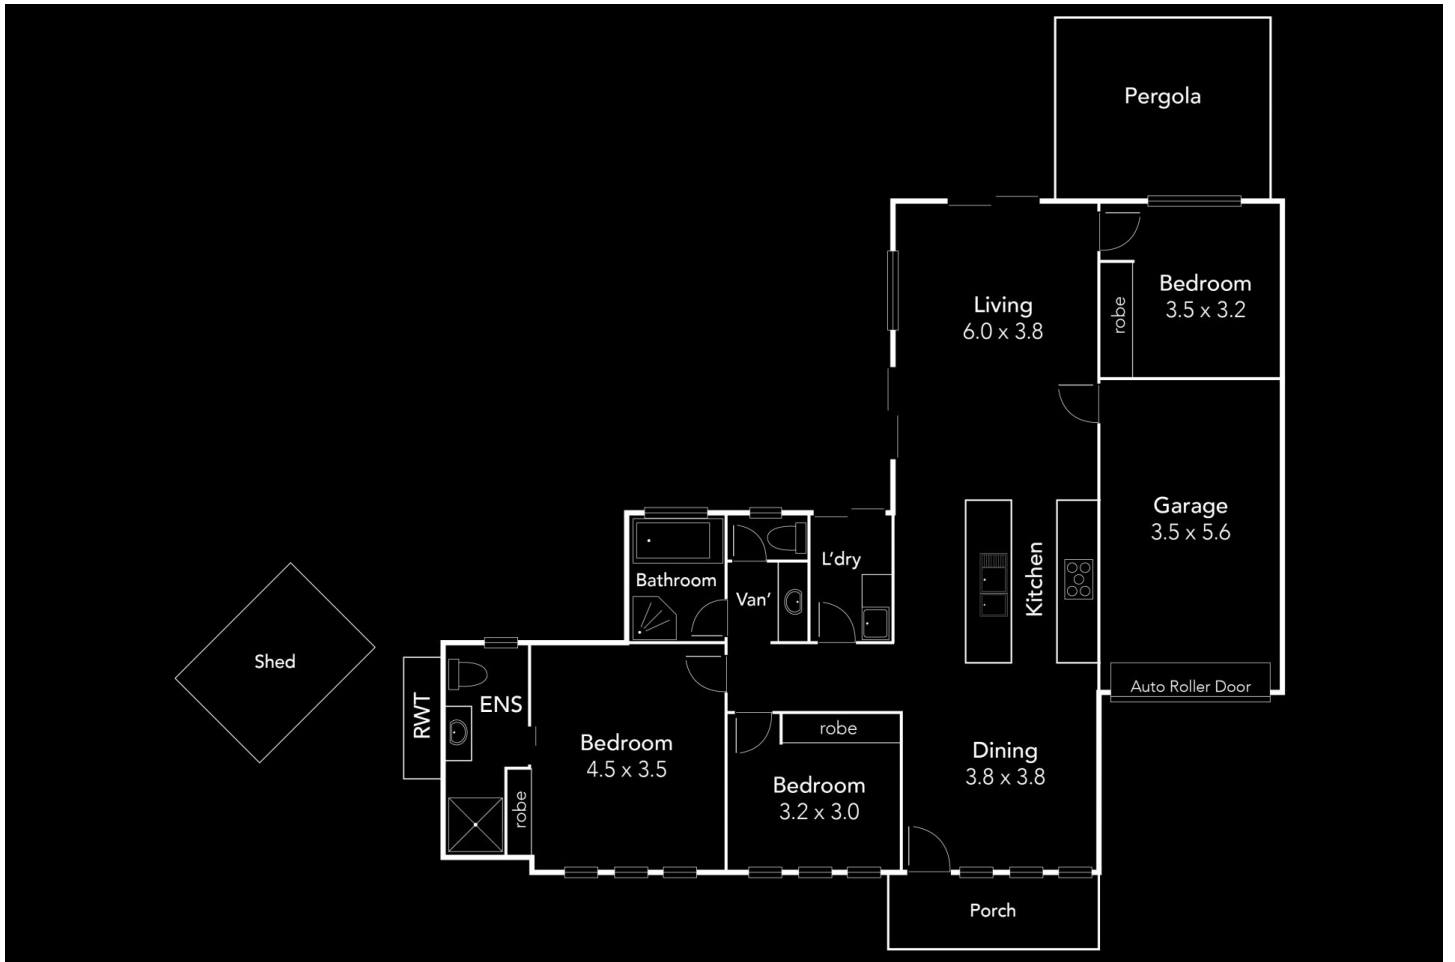 Pergola
Living
6.0 x 3.8
robe
Bedroom
3.5 x 3.2
Garage
3.5 x 5.6
Auto Roller Door
Kitchen
L'dry
Bathroom
Van'
Shed
RWT
ENS
robe
Bedroom
4.5 x 3.5
robe
Bedroom
3.2 x 3.0
Dining
3.8 x 3.8
Porch